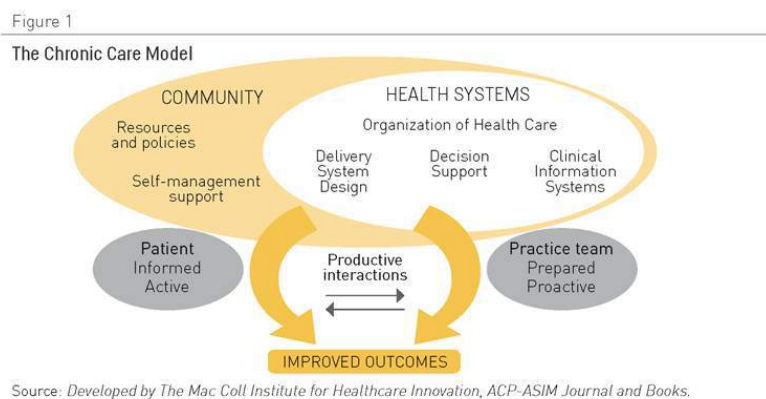 Figure 1
The Chronic Care Model
COMMUNITY
Resources
and policies
Self-management
support
HEALTH SYSTEMS
Organization of Health Care
Delivery
System
Design
Decision
Support
Clinical
Information
Systems
Patient
Informed
Active
Productive
interactions
Practice team
Prepared
Proactive
IMPROVED OUTCOMES
Source: Developed by The Mac Coll Institute for Healthcare Innovation, ACP-ASIM Journal and Books.